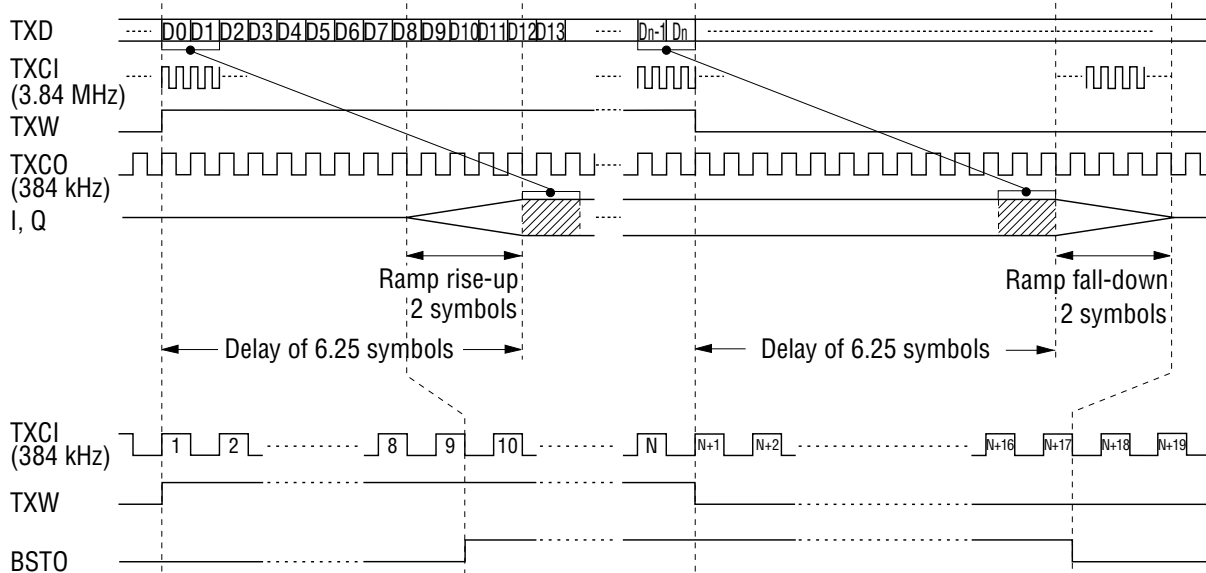 TXD D0 D1 D2 D3 D4 D5 D6 D7 D8 D9 D10 D11 D12 D13 Dn-1 Dn
TXCI
(3.84 MHz)
TXW
TXCO
(384 kHz)
I, Q
Ramp rise-up
2 symbols
Ramp fall-down
2 symbols
Delay of 6.25 symbols
Delay of 6.25 symbols
TXCI
(384 kHz)
1 2 8 9 10 N N+1 N+2 N+16 N+17 N+18 N+19
TXW
BSTO